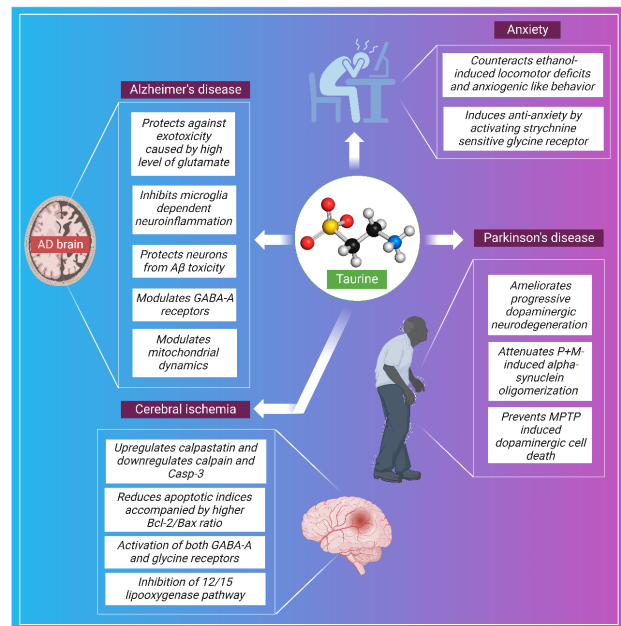 Anxiety
Counteracts ethanol-
induced locomotor deficits
and anxiogenic like behavior
Induces anti-anxiety by
activating strychnine
sensitive glycine receptor
Alzheimer's disease
Protects against
exotoxicity
caused by high
level of glutamate
Inhibits microglia
dependent
neuroinflammation
Protects neurons
from Aβ toxicity
Modulates GABA-A
receptors
Modulates
mitochondrial
dynamics
AD brain
Taurine
Parkinson's disease
Ameliorates
progressive
dopaminergic
neurodegeneration
Attenuates P+M-
induced alpha-
synuclein
oligomerization
Prevents MPTP
induced
dopaminergic cell
death
Cerebral ischemia
Upregulates calpastatin and
downregulates calpain and
Casp-3
Reduces apoptotic indices
accompanied by higher
Bcl-2/Bax ratio
Activation of both GABA-A
and glycine receptors
Inhibition of 12/15
lipooxygenase pathway